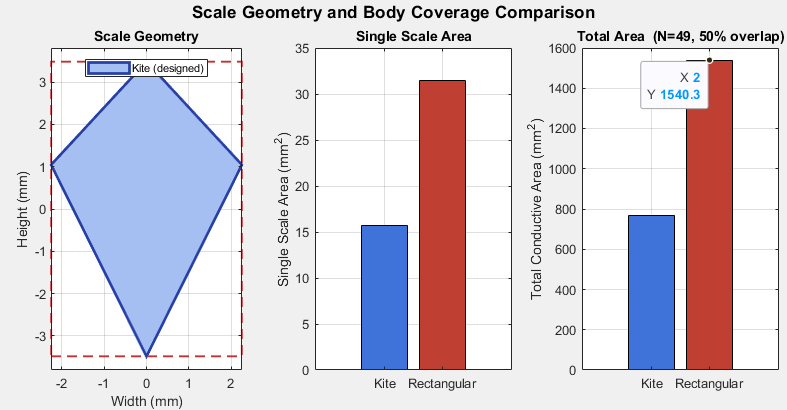 Scale Geometry and Body Coverage Comparison
Scale Geometry
Kite (designed)
3
2
1
0
-1
-2
-3
Height (mm)
-2 -1 0 1 2
Width (mm)
Single Scale Area
35
30
25
20
15
10
5
0
Single Scale Area (mm²)
Kite Rectangular
Total Area (N=49, 50% overlap)
1600
1400
1200
1000
800
600
400
200
0
Total Conductive Area (mm²)
X 2
Y 1540.3
Kite Rectangular